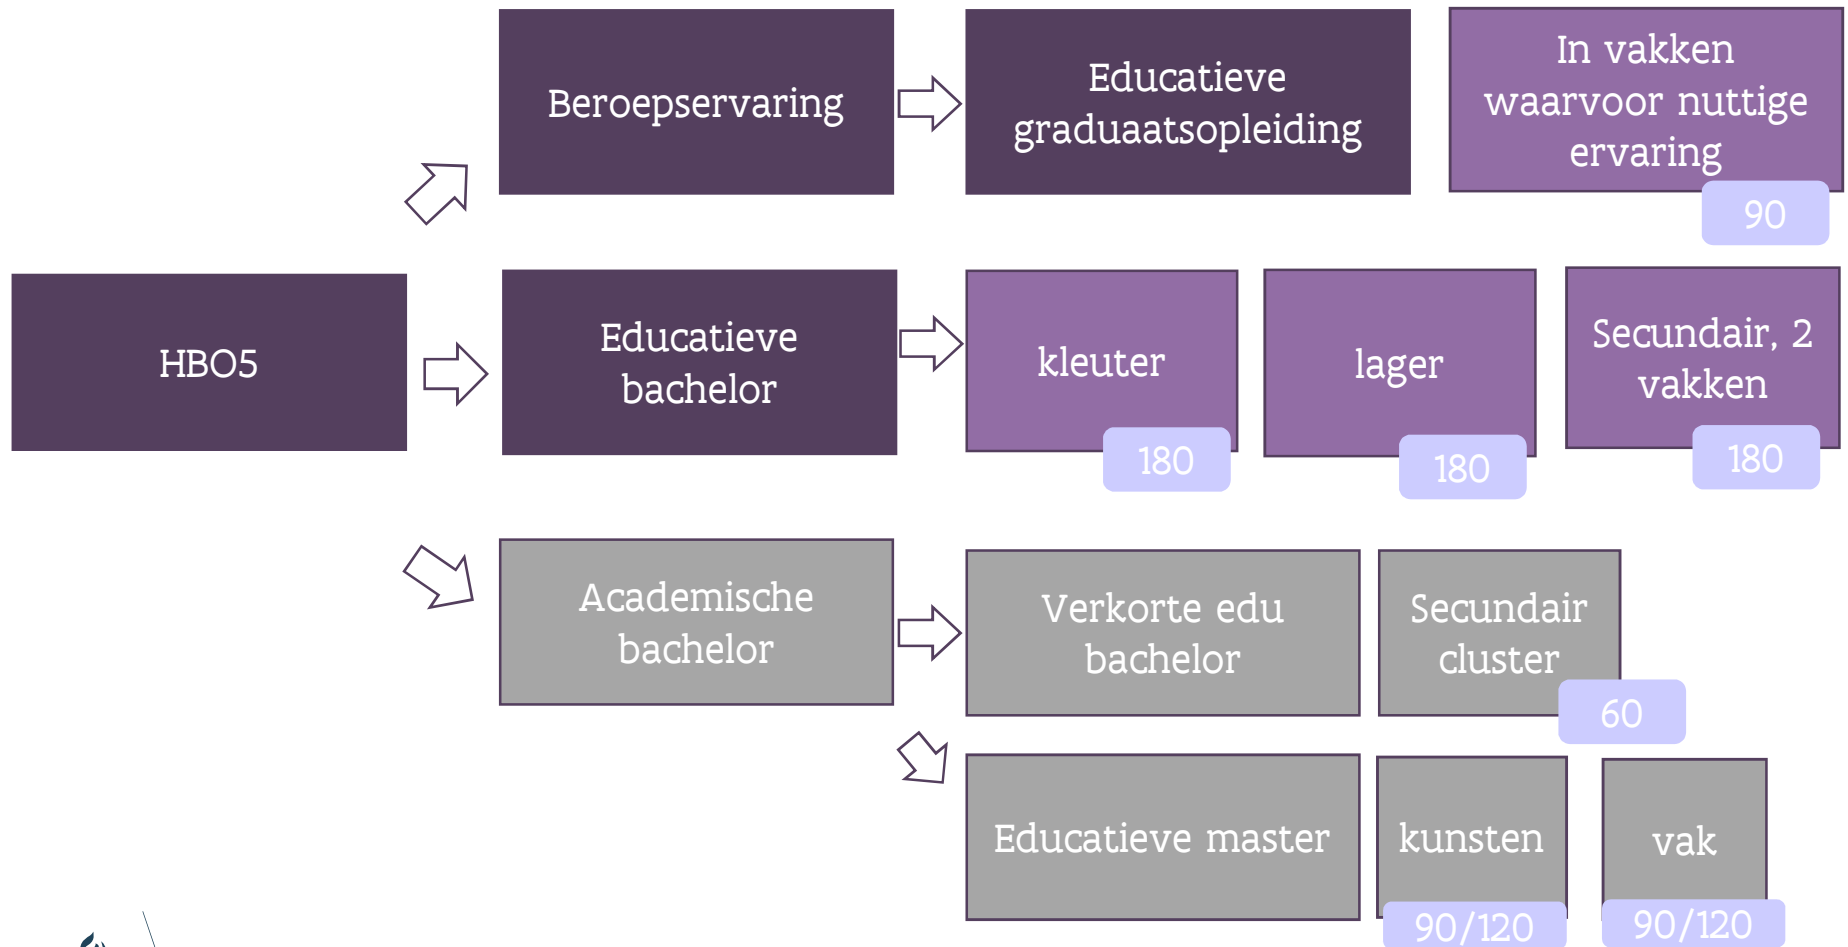 Beroepservaring
Educatieve
graduaatsopleiding
In vakken
waarvoor nuttige
ervaring
90
HBO5
Educatieve
bachelor
kleuter
180
lager
180
Secundair, 2
vakken
180
Academische
bachelor
Verkorte edu
bachelor
Secundair
cluster
60
Educatieve master
kunsten
90/120
vak
90/120